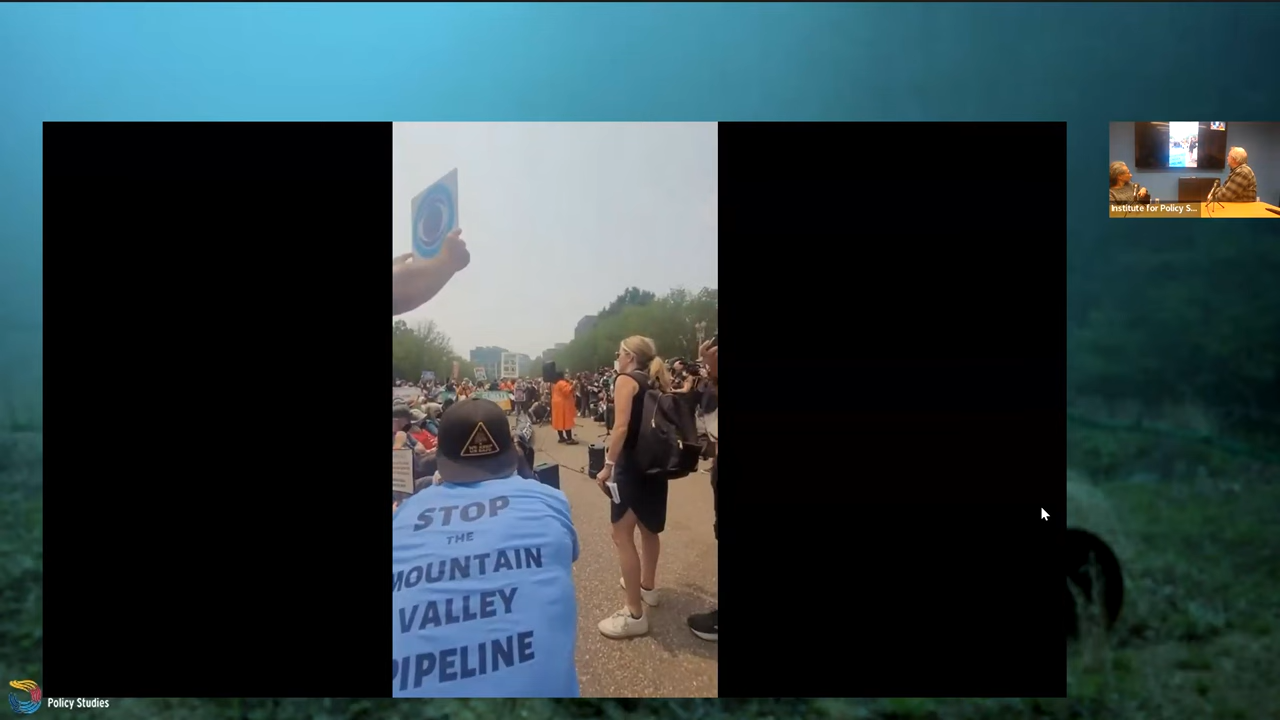 Institute for Policy S...
STOP
THE
MOUNTAIN
VALLEY
PIPELINE
Policy Studies